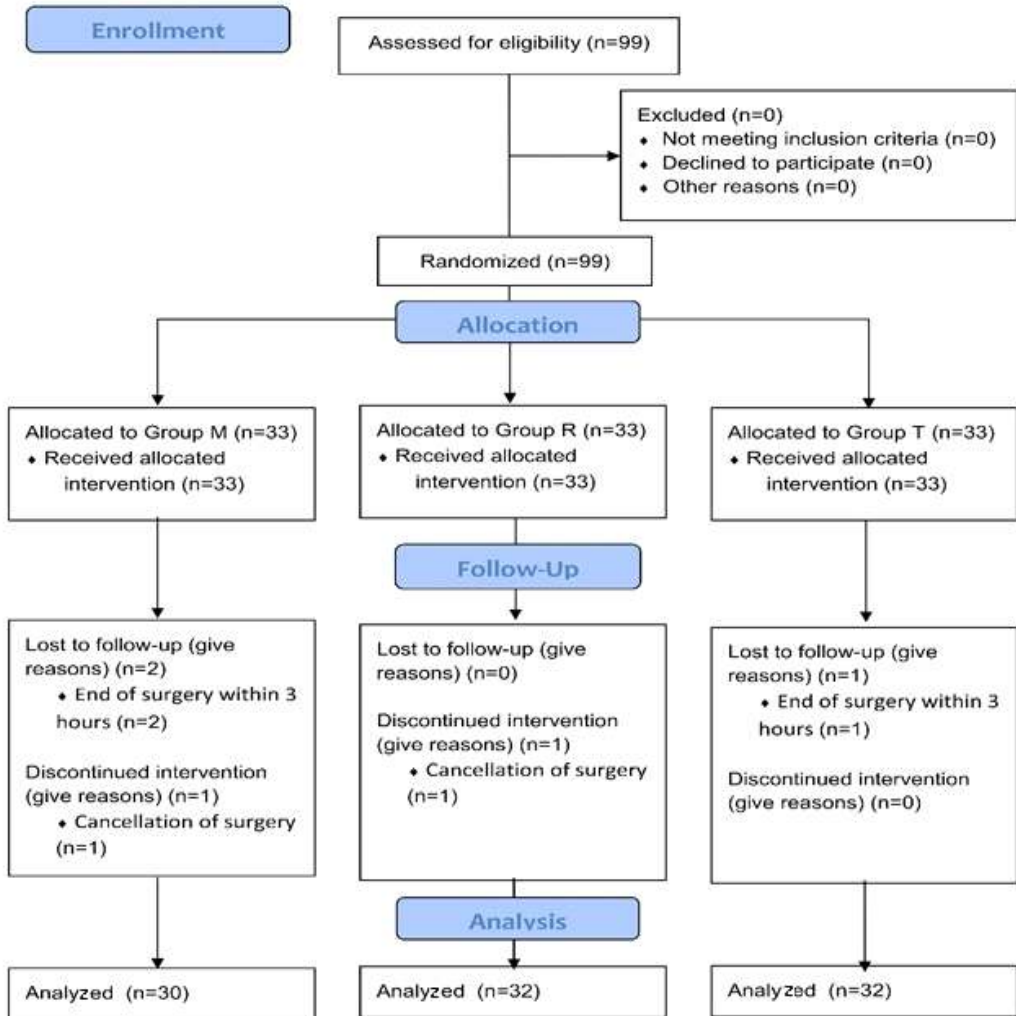 Enrollment
Assessed for eligibility (n=99)
Excluded (n=0)
⬥ Not meeting inclusion criteria (n=0)
⬥ Declined to participate (n=0)
⬥ Other reasons (n=0)
Randomized (n=99)
Allocation
Allocated to Group M (n=33)
⬥ Received allocated
intervention (n=33)
Allocated to Group R (n=33)
⬥ Received allocated
intervention (n=33)
Allocated to Group T (n=33)
⬥ Received allocated
intervention (n=33)
Follow-Up
Lost to follow-up (give
reasons) (n=2)
⬥ End of surgery within 3
hours (n=2)
Discontinued intervention
(give reasons) (n=1)
⬥ Cancellation of surgery
(n=1)
Lost to follow-up (give
reasons) (n=0)
Discontinued intervention
(give reasons) (n=1)
⬥ Cancellation of surgery
(n=1)
Lost to follow-up (give
reasons) (n=1)
⬥ End of surgery within 3
hours (n=1)
Discontinued intervention
(give reasons) (n=0)
Analysis
Analyzed (n=30)
Analyzed (n=32)
Analyzed (n=32)